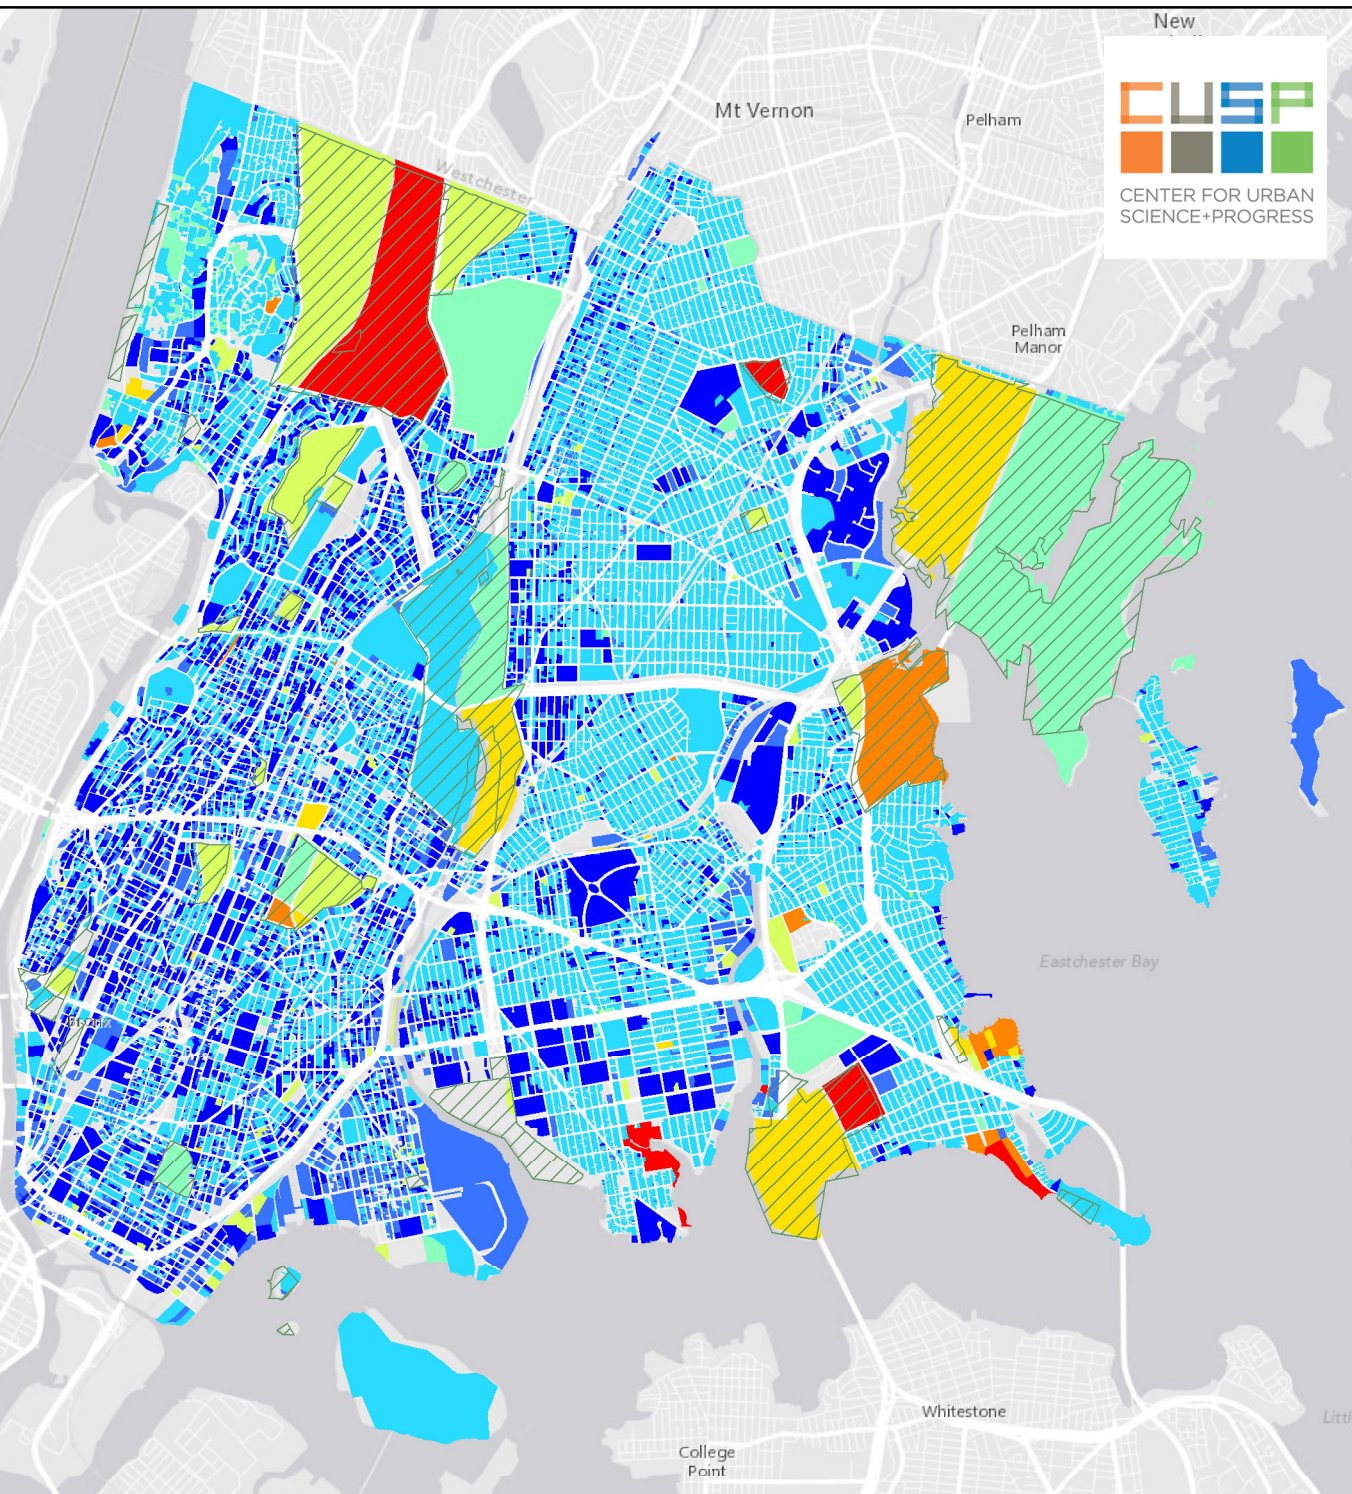 New
CUSP
CENTER FOR URBAN
SCIENCE+PROGRESS
Mt Vernon
Pelham
Westchester
Pelham
Manor
Eastchester Bay
Bronx
Whitestone
College
Point